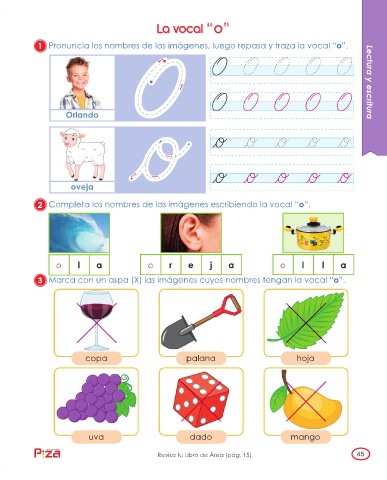 La vocal "o"
1 Pronuncia los nombres de las imágenes, luego repasa y traza la vocal "o".
Lectura y escritura
Orlando
oveja
2 Completa los nombres de las imágenes escribiendo la vocal "o".
o l a
o r e j a
o l l a
3 Marca con un aspa (X) las imágenes cuyos nombres tengan la vocal "o".
copa
palana
hoja
uva
dado
mango
Piza
Revisa tu Libro de Área (pág. 15)
45